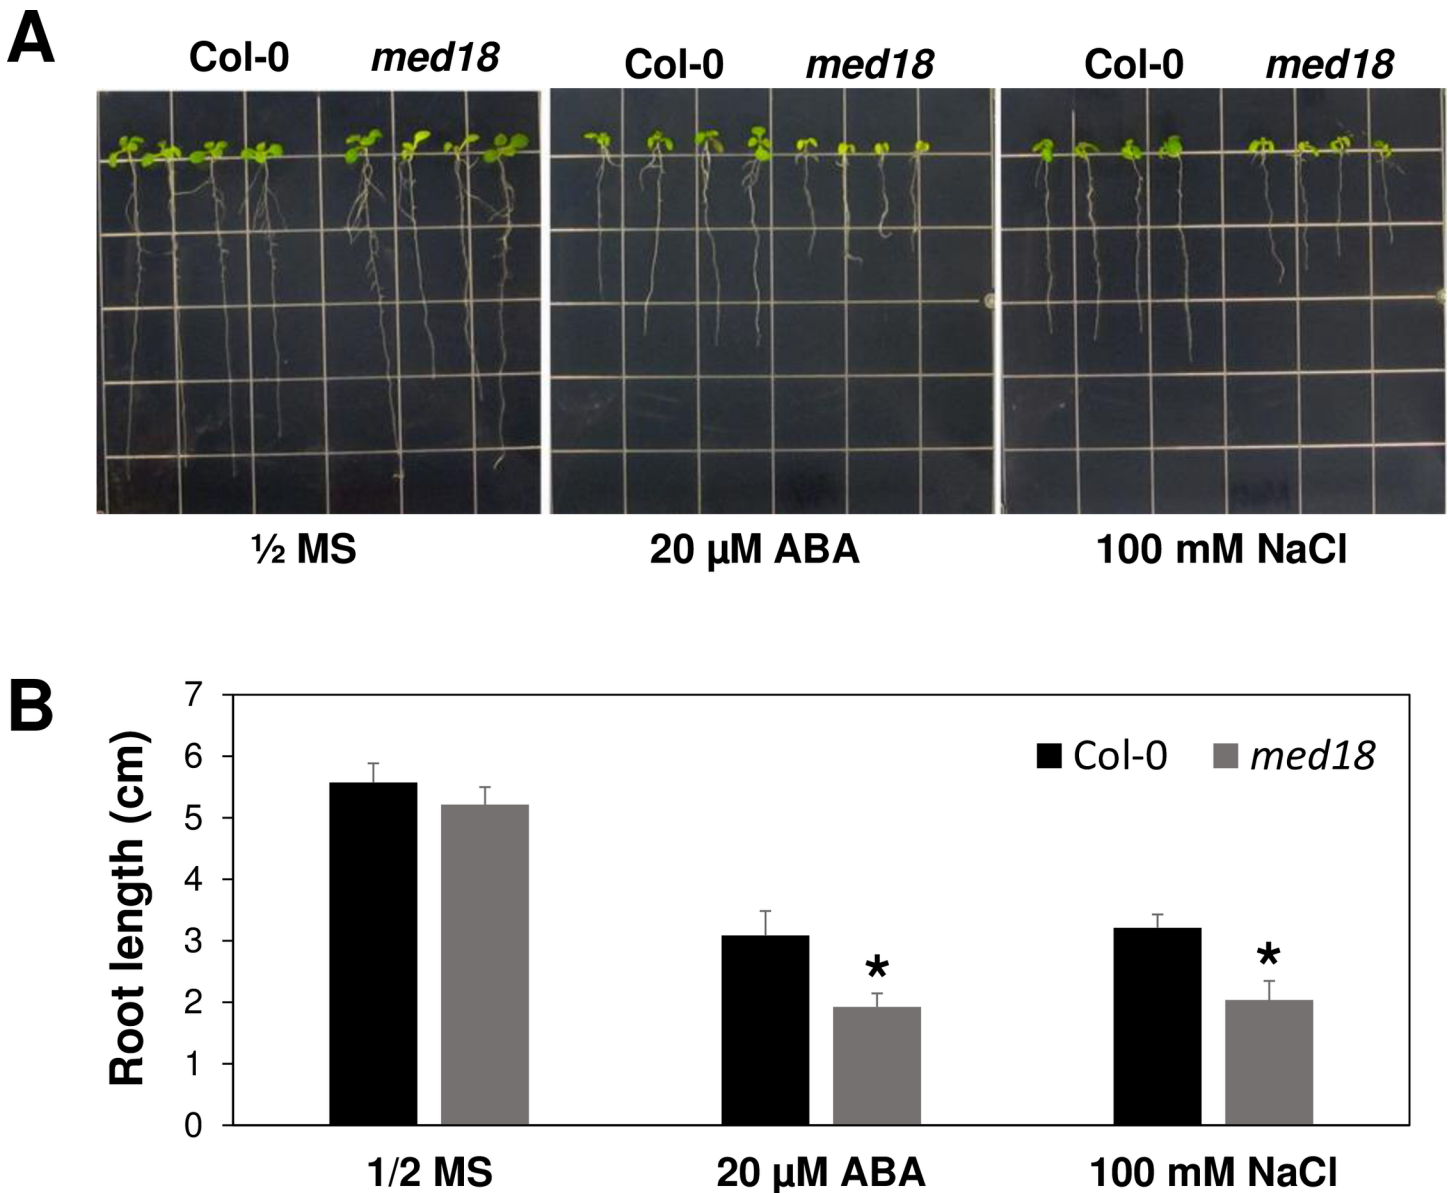 A
Col-0 med18 Col-0 med18 Col-0 med18
½ MS 20 µM ABA 100 mM NaCl
B
Root length (cm)
7
6
5
4
3
2
1
0
Col-0 med18
* *
1/2 MS 20 µM ABA 100 mM NaCl